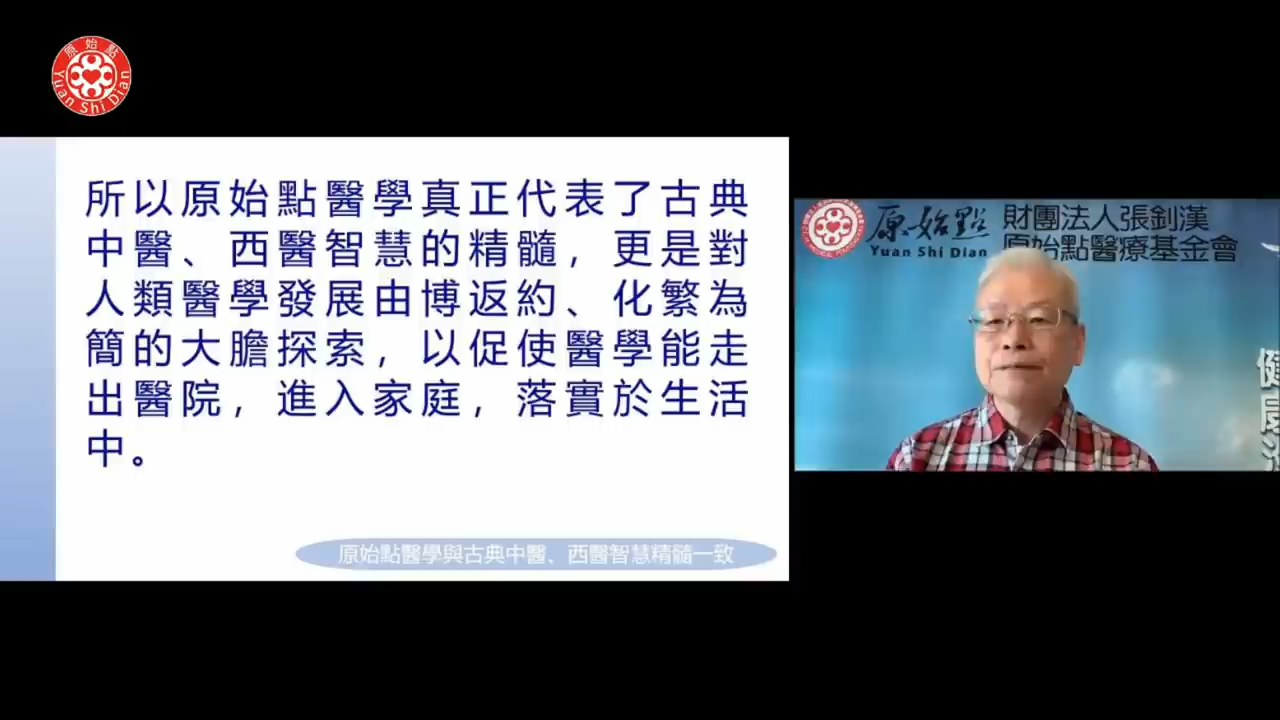 原始點
Yuan Shi Dian
所以原始點醫學真正代表了古典
中醫、西醫智慧的精髓，更是對
人類醫學發展由博返約、化繁為
簡的大膽探索，以促使醫學能走
出醫院，進入家庭，落實於生活
中。
原始點醫學與古典中醫、西醫智慧精髓一致
原始點
Yuan Shi Dian
財團法人張釗漢
原始點醫療基金會
健康